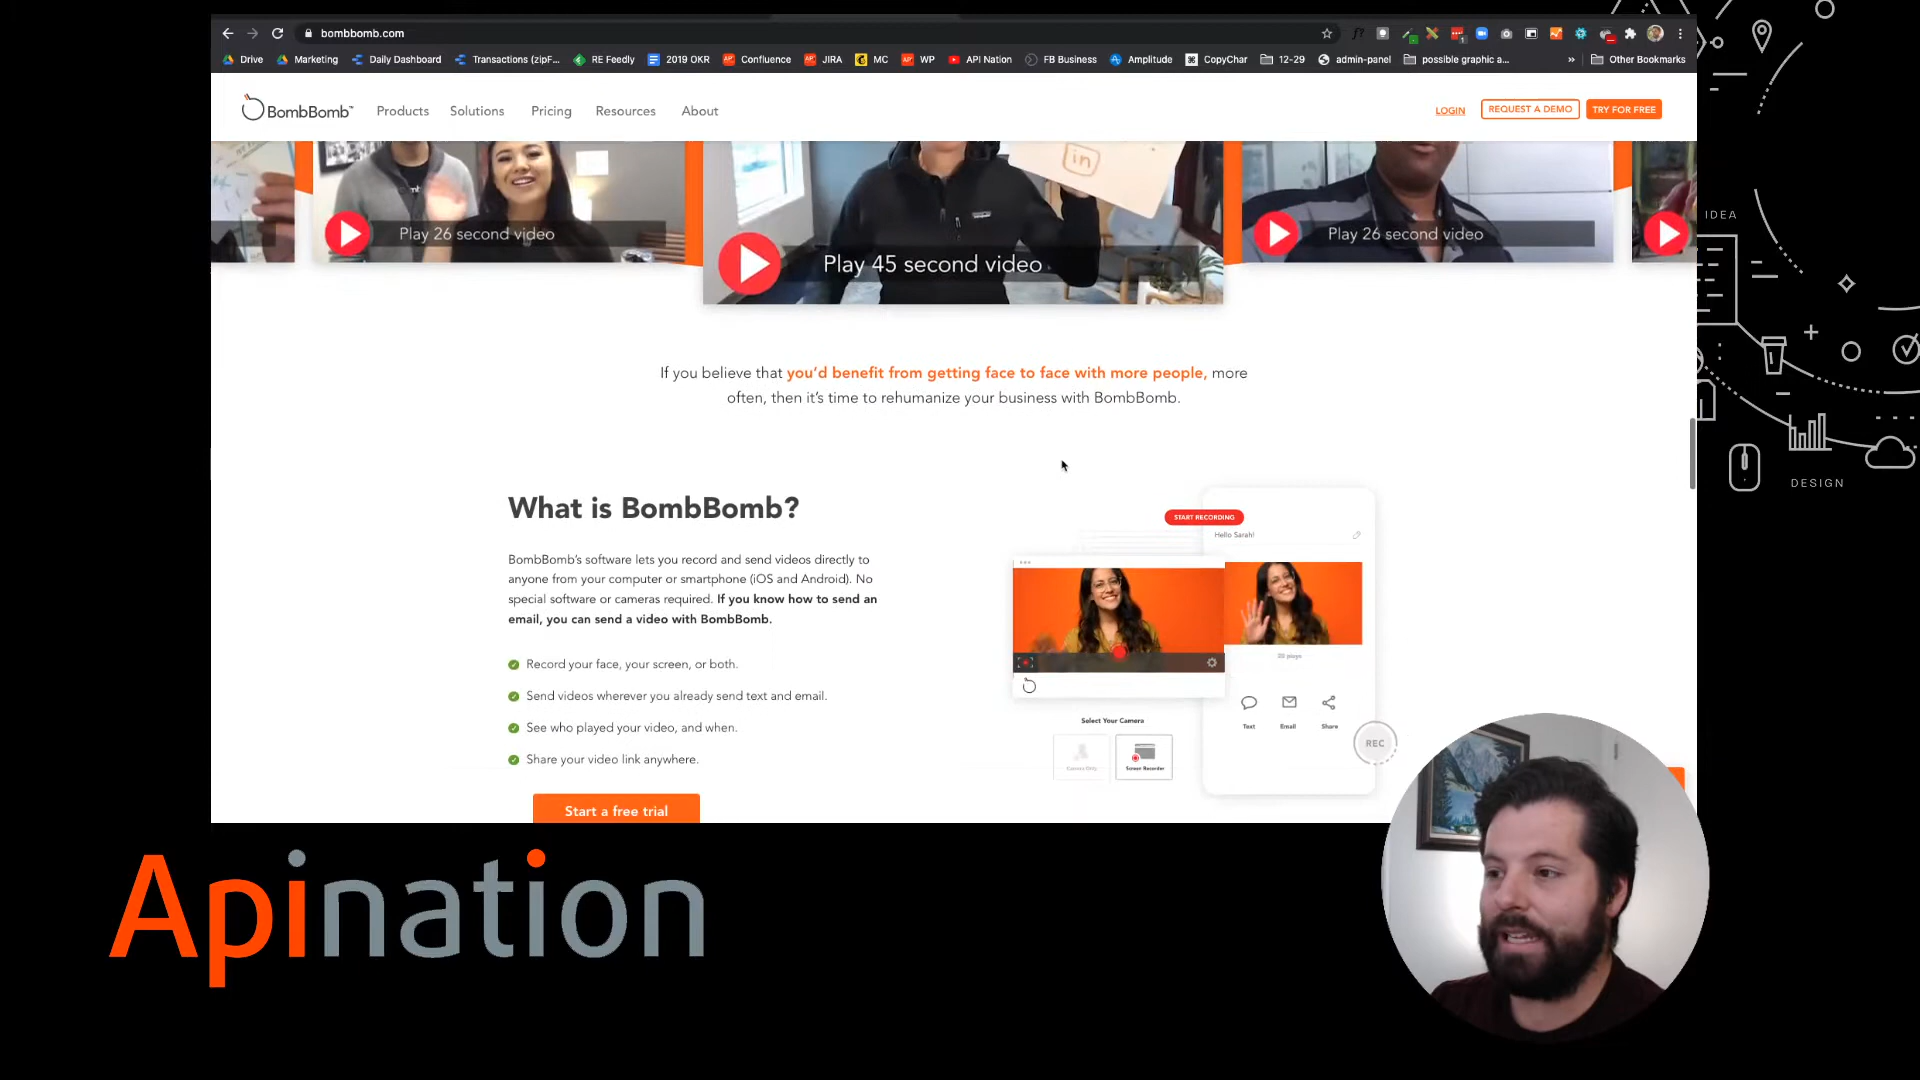 bombbomb.com
Drive Marketing Daily Dashboard Transactions (zipF... RE Feedly 2019 OKR Confluence JIRA MC WP API Nation FB Business Amplitude CopyChar 12-29 admin-panel possible graphic a... » Other Bookmarks
BombBomb™ Products Solutions Pricing Resources About LOGIN REQUEST A DEMO TRY FOR FREE
in
Play 26 second video
Play 45 second video
Play 26 second video
IDEA
If you believe that you'd benefit from getting face to face with more people, more
often, then it's time to rehumanize your business with BombBomb.
DESIGN
What is BombBomb?
BombBomb's software lets you record and send videos directly to
anyone from your computer or smartphone (iOS and Android). No
special software or cameras required. If you know how to send an
email, you can send a video with BombBomb.
Record your face, your screen, or both.
Send videos wherever you already send text and email.
See who played your video, and when.
Share your video link anywhere.
Start a free trial
START RECORDING
Hello Sarah!
Text Email Share
Select Your Camera
Screen Recorder
REC
Apination